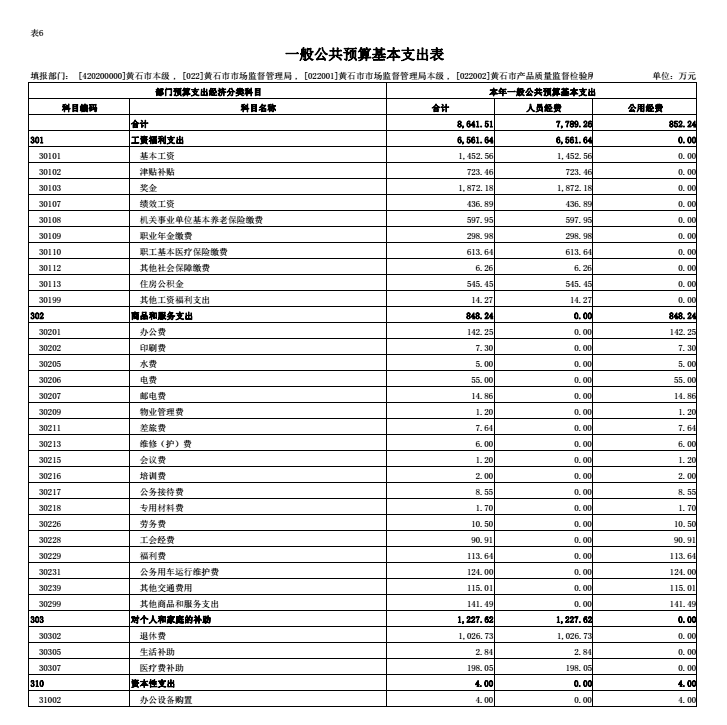 表6
一般公共预算基本支出表
填报部门: [420200000]黄石市本级 , [022]黄石市市场监督管理局 , [022001]黄石市市场监督管理局本级 , [022002]黄石市产品质量监督检验所 单位: 万元
部门预算支出经济分类科目 本年一般公共预算基本支出
科目编码 科目名称 合计 人员经费 公用经费
合计 8,641.51 7,789.26 852.24
301 工资福利支出 6,561.64 6,561.64 0.00
30101 基本工资 1,452.56 1,452.56 0.00
30102 津贴补贴 723.46 723.46 0.00
30103 奖金 1,872.18 1,872.18 0.00
30107 绩效工资 436.89 436.89 0.00
30108 机关事业单位基本养老保险缴费 597.95 597.95 0.00
30109 职业年金缴费 298.98 298.98 0.00
30110 职工基本医疗保险缴费 613.64 613.64 0.00
30112 其他社会保障缴费 6.26 6.26 0.00
30113 住房公积金 545.45 545.45 0.00
30199 其他工资福利支出 14.27 14.27 0.00
302 商品和服务支出 848.24 0.00 848.24
30201 办公费 142.25 0.00 142.25
30202 印刷费 7.30 0.00 7.30
30205 水费 5.00 0.00 5.00
30206 电费 55.00 0.00 55.00
30207 邮电费 14.86 0.00 14.86
30209 物业管理费 1.20 0.00 1.20
30211 差旅费 7.64 0.00 7.64
30213 维修（护）费 6.00 0.00 6.00
30215 会议费 1.20 0.00 1.20
30216 培训费 2.00 0.00 2.00
30217 公务接待费 8.55 0.00 8.55
30218 专用材料费 1.70 0.00 1.70
30226 劳务费 10.50 0.00 10.50
30228 工会经费 90.91 0.00 90.91
30229 福利费 113.64 0.00 113.64
30231 公务用车运行维护费 124.00 0.00 124.00
30239 其他交通费用 115.01 0.00 115.01
30299 其他商品和服务支出 141.49 0.00 141.49
303 对个人和家庭的补助 1,227.62 1,227.62 0.00
30302 退休费 1,026.73 1,026.73 0.00
30305 生活补助 2.84 2.84 0.00
30307 医疗费补助 198.05 198.05 0.00
310 资本性支出 4.00 0.00 4.00
31002 办公设备购置 4.00 0.00 4.00